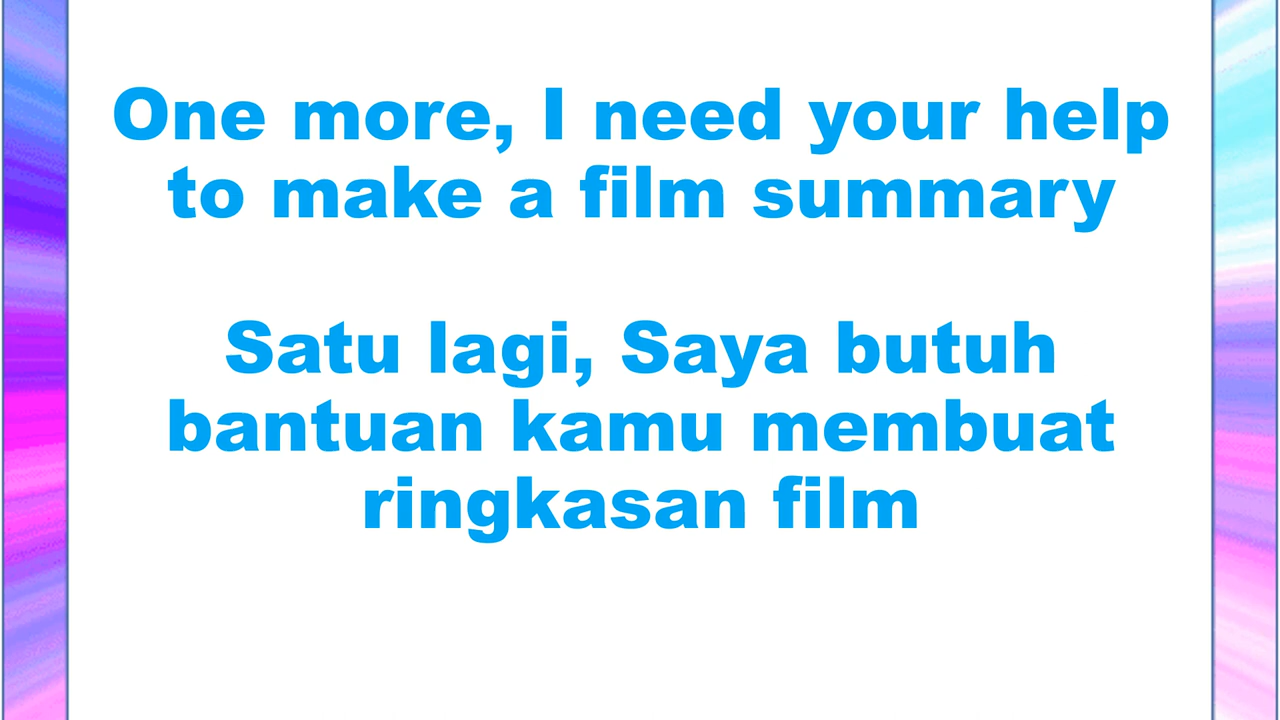 One more, I need your help
to make a film summary
Satu lagi, Saya butuh
bantuan kamu membuat
ringkasan film